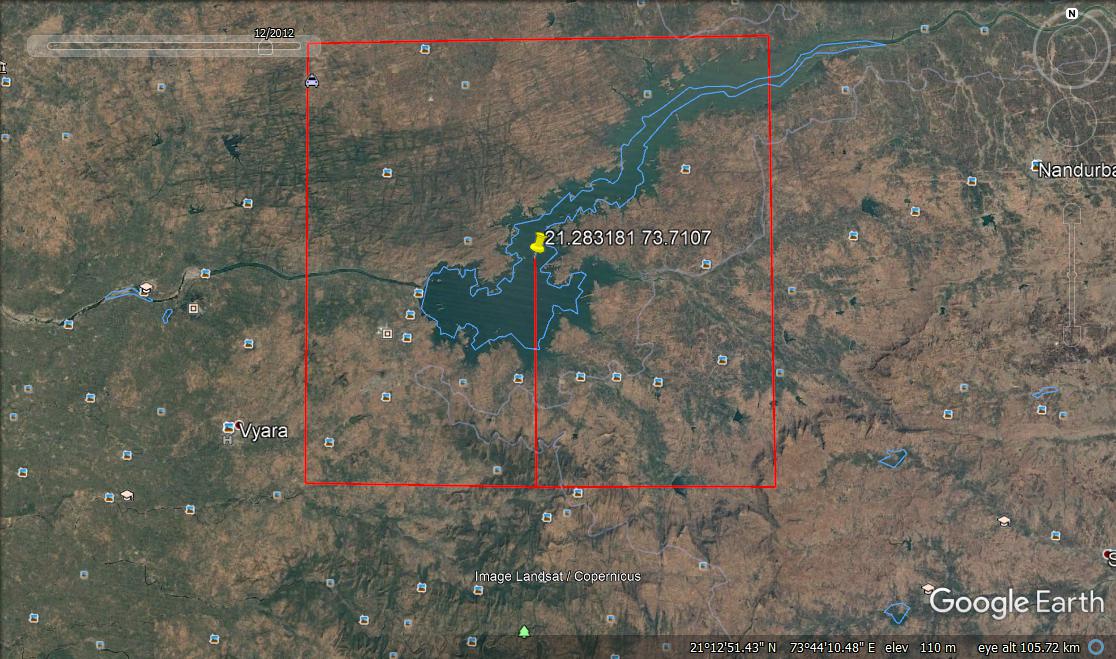 12/2012
N
Nandurba
21.283181 73.7107
Vyara
H
S
Image Landsat / Copernicus
Google Earth
21°12'51.43" N 73°44'10.48" E elev 110 m eye alt 105.72 km